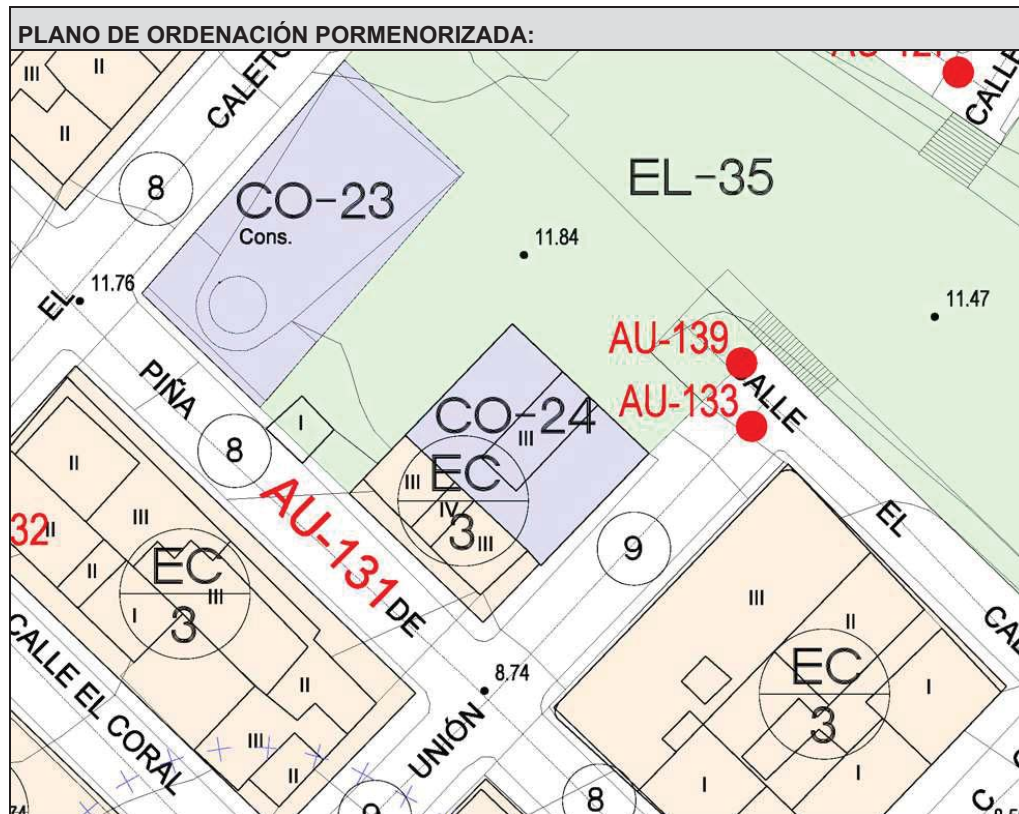 PLANO DE ORDENACIÓN PORMENORIZADA:
III
II
II
CALETO
8
CO-23
Cons.
EL-35
CALLE
11.84
11.76
EL
11.47
AU-139
AU-133
CALLE
PIÑA
8
I
CO-24
III
III
EC
IV
3
III
AU-131
DE
9
EL
II
III
32
II
II
EC
III
I
3
II
III
II
CALLE EL CORAL
8.74
UNIÓN
III
II
EC
3
I
I
I
8
9